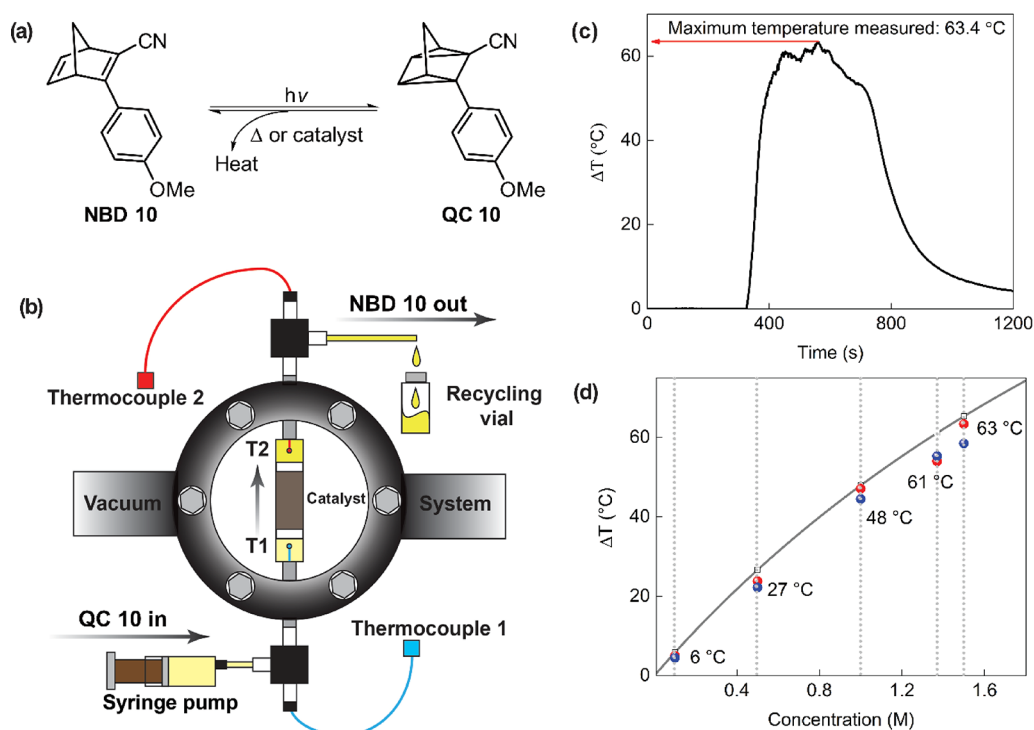 (a)
CN
OMe
NBD 10
hν
Δ or catalyst
Heat
CN
OMe
QC 10
(b)
NBD 10 out
Thermocouple 2
Recycling
vial
T2
Vacuum
Catalyst
System
T1
QC 10 in
Thermocouple 1
Syringe pump
(c)
Maximum temperature measured: 63.4 °C
60
40
20
0
ΔT (°C)
0
400
800
1200
Time (s)
(d)
60
40
20
0
ΔT (°C)
63 °C
61 °C
48 °C
27 °C
6 °C
0.4
0.8
1.2
1.6
Concentration (M)